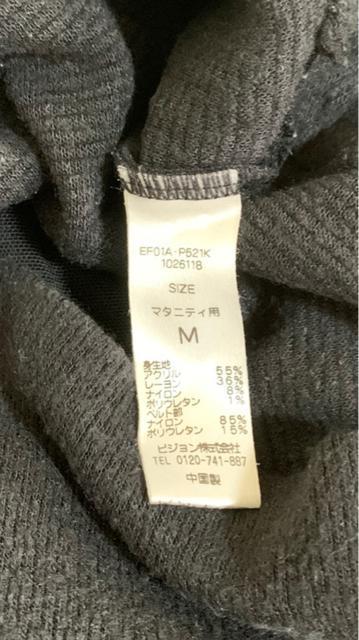 EF01A-P521K
1026118
SIZE
マタニティ用
M
身生地
アクリル 55%
レーヨン 36%
ナイロン 8%
ポリウレタン 1%
ベルト部
ナイロン 85%
ポリウレタン 15%
ピジョン株式会社
TEL 0120-741-887
中国製